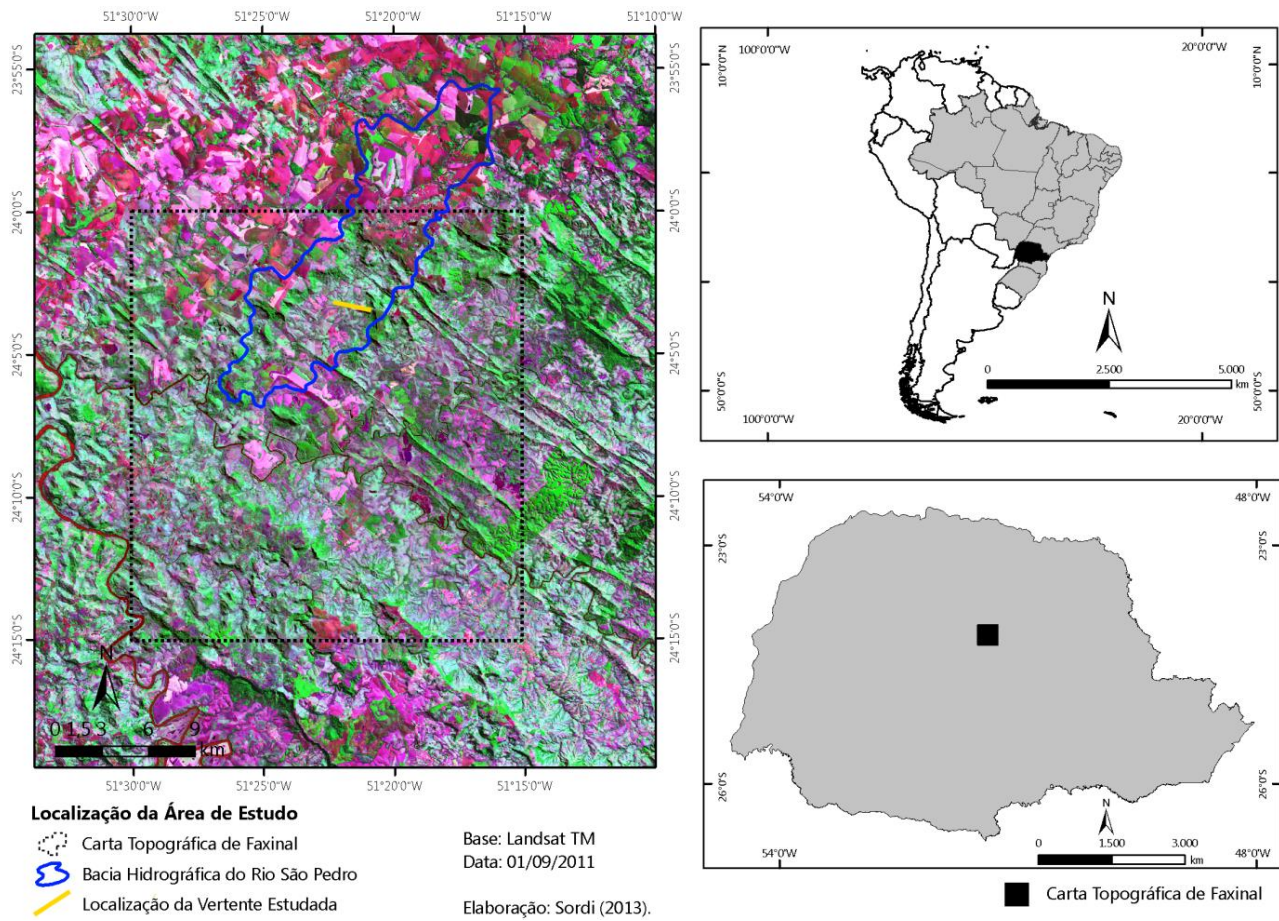 51°30'0"W 51°25'0"W 51°20'0"W 51°15'0"W 51°10'0"W
23°55'0"S
24°0'0"S
24°5'0"S
24°10'0"S
24°15'0"S
23°55'0"S
24°0'0"S
24°5'0"S
24°10'0"S
24°15'0"S
N
0 1,5 3 6 9
km
51°30'0"W 51°25'0"W 51°20'0"W 51°15'0"W 51°10'0"W
Localização da Área de Estudo
Carta Topográfica de Faxinal
Bacia Hidrográfica do Rio São Pedro
Localização da Vertente Estudada
Base: Landsat TM
Data: 01/09/2011
Elaboração: Sordi (2013).
100°0'0"W 20°0'0"W
10°0'0"N 10°0'0"N
N
0 2.500 5.000
km
50°0'0"S 50°0'0"S
100°0'0"W 20°0'0"W
54°0'W 48°0'W
23°0'S 23°0'S
26°0'S 26°0'S
N
0 1.500 3.000
km
54°0'W 48°0'W
Carta Topográfica de Faxinal